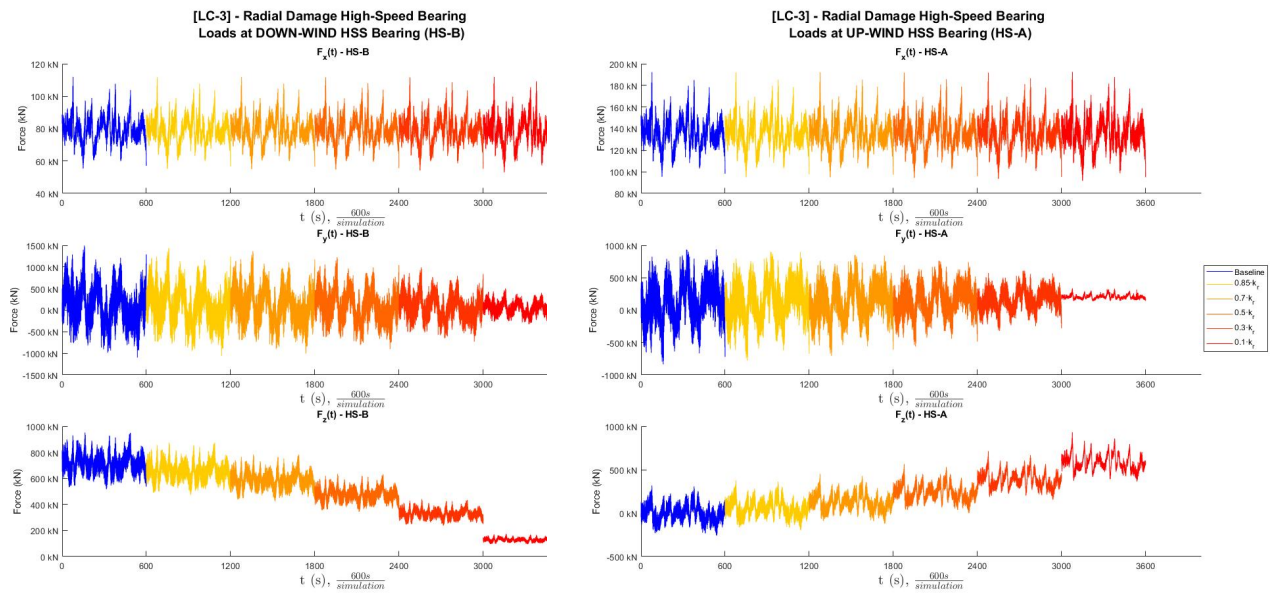 [LC-3] - Radial Damage High-Speed Bearing
Loads at DOWN-WIND HSS Bearing (HS-B)
Fₓ(t) - HS-B
120 kN
100 kN
80 kN
60 kN
40 kN
Force (kN)
0 600 1200 1800 2400 3000
t (s), 600s/simulation
F_y(t) - HS-B
1500 kN
1000 kN
500 kN
0 kN
-500 kN
-1000 kN
-1500 kN
Force (kN)
0 600 1200 1800 2400 3000
t (s), 600s/simulation
F_z(t) - HS-B
1000 kN
800 kN
600 kN
400 kN
200 kN
0 kN
Force (kN)
0 600 1200 1800 2400 3000
t (s), 600s/simulation
[LC-3] - Radial Damage High-Speed Bearing
Loads at UP-WIND HSS Bearing (HS-A)
Fₓ(t) - HS-A
200 kN
180 kN
160 kN
140 kN
120 kN
100 kN
80 kN
Force (kN)
0 600 1200 1800 2400 3000 3600
t (s), 600s/simulation
F_y(t) - HS-A
1000 kN
500 kN
0 kN
-500 kN
-1000 kN
Force (kN)
0 600 1200 1800 2400 3000 3600
t (s), 600s/simulation
F_z(t) - HS-A
1000 kN
500 kN
0 kN
-500 kN
Force (kN)
0 600 1200 1800 2400 3000 3600
t (s), 600s/simulation
Baseline
0.85·k_r
0.7·k_r
0.5·k_r
0.3·k_r
0.1·k_r